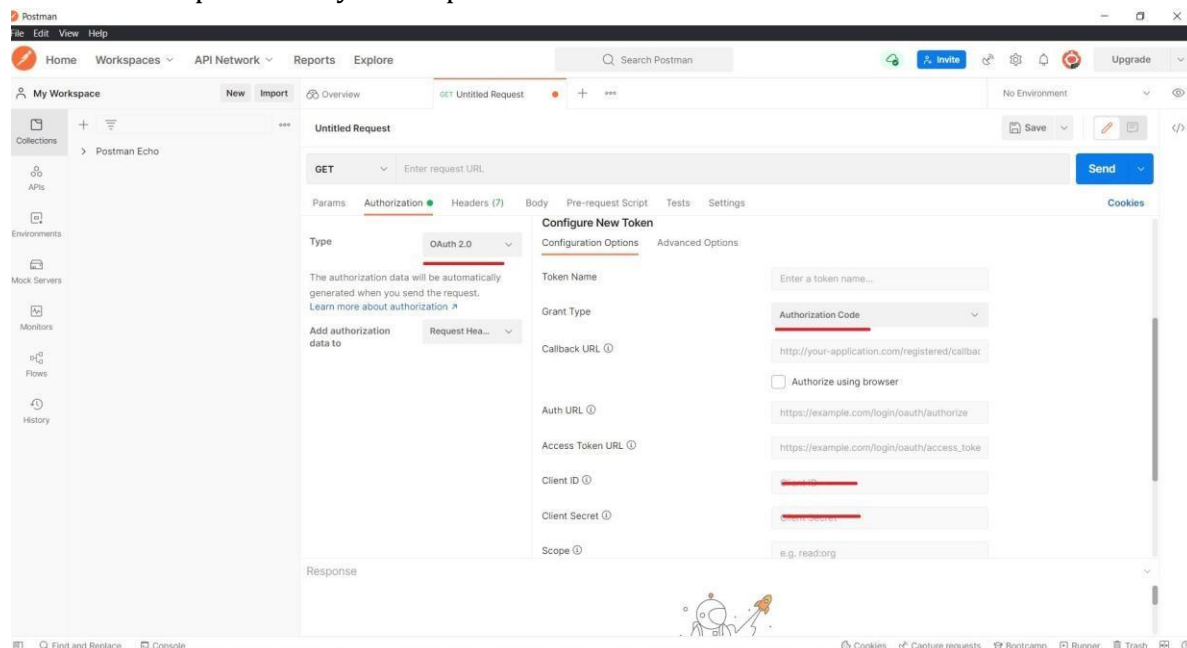 Postman
File Edit View Help
Home Workspaces API Network Reports Explore
Search Postman
Invite
Upgrade
My Workspace
New Import
Overview
GET Untitled Request
No Environment
Collections
APIs
Environments
Mock Servers
Monitors
Flows
History
Postman Echo
Untitled Request
Save
GET
Enter request URL
Send
Params Authorization Headers (7) Body Pre-request Script Tests Settings
Cookies
Type
OAuth 2.0
The authorization data will be automatically
generated when you send the request.
Learn more about authorization ↗
Add authorization
data to
Request Hea...
Configure New Token
Configuration Options Advanced Options
Token Name
Enter a token name...
Grant Type
Authorization Code
Callback URL
http://your-application.com/registered/callbac
Authorize using browser
Auth URL
https://example.com/login/oauth/authorize
Access Token URL
https://example.com/login/oauth/access_toke
Client ID
Client ID
Client Secret
Client Secret
Scope
e.g. read:org
Response
Find and Replace Console
Cookies Capture requests Bootcamp Runner Trash